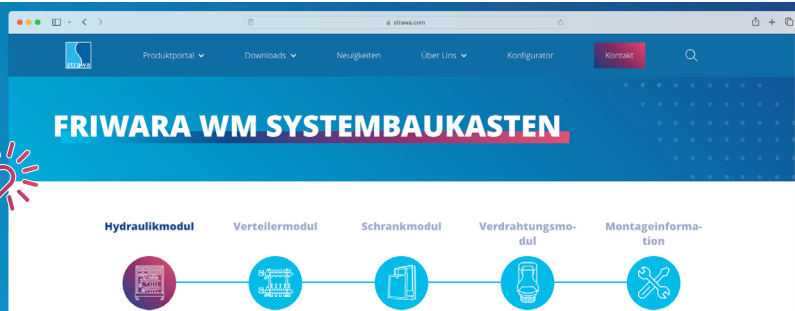 strawa.com
strawa
Produktportal
Downloads
Neuigkeiten
Über Uns
Konfigurator
Kontakt
FRIWARA WM SYSTEMBAUKASTEN
Hydraulikmodul
Verteilermodul
Schrankmodul
Verdrahtungsmo-
dul
Montageinforma-
tion